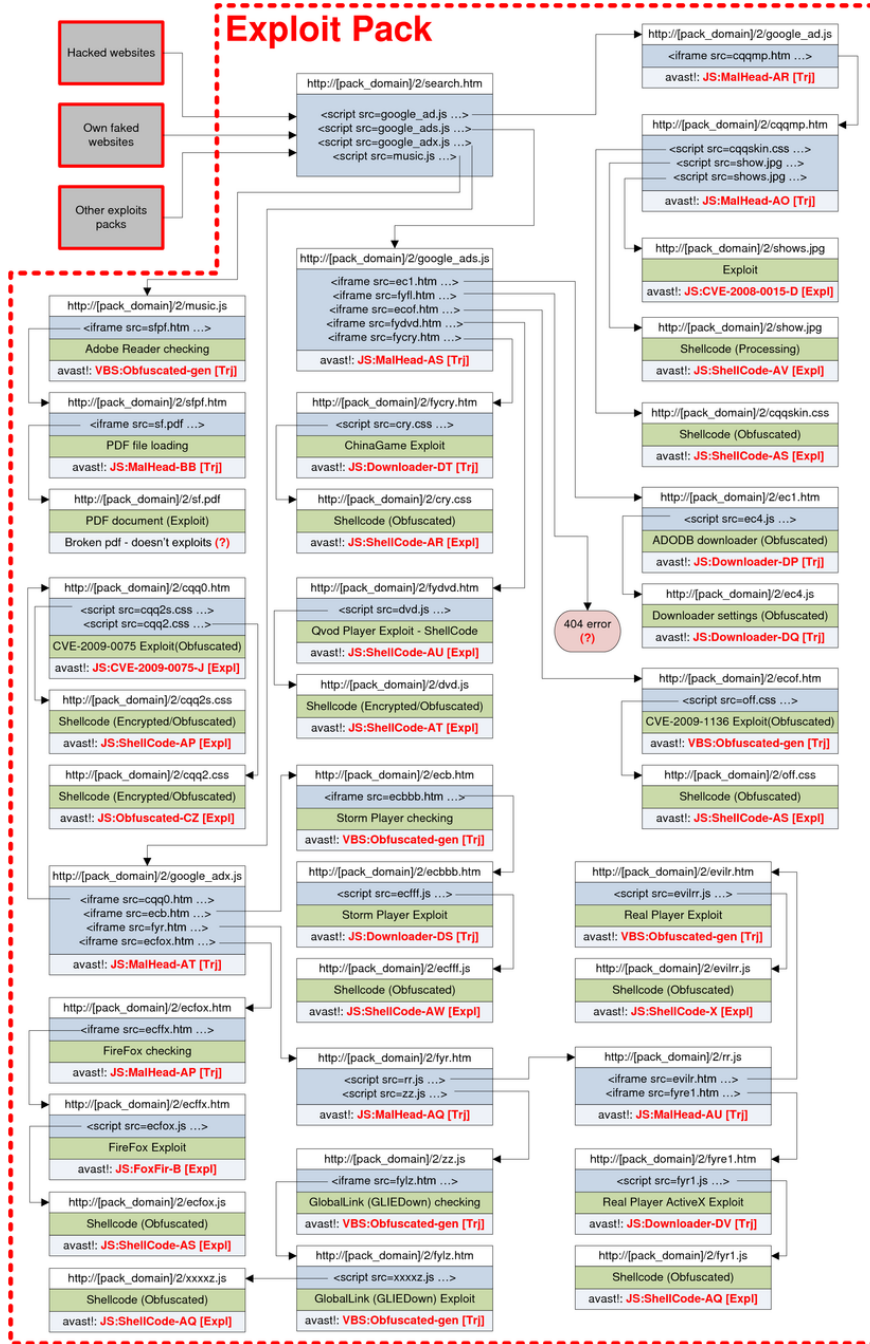 Exploit Pack
Hacked websites
Own faked
websites
Other exploits
packs
http://[pack_domain]/2/search.htm
<script src=google_ad.js ...>
<script src=google_ads.js ...>
<script src=google_adx.js ...>
<script src=music.js ...>
http://[pack_domain]/2/google_ad.js
<iframe src=cqqmp.htm ...>
avast!: JS:MalHead-AR [Trj]
http://[pack_domain]/2/cqqmp.htm
<script src=cqqskin.css ...>
<script src=show.jpg ...>
<script src=shows.jpg ...>
avast!: JS:MalHead-AO [Trj]
http://[pack_domain]/2/shows.jpg
Exploit
avast!: JS:CVE-2008-0015-D [Expl]
http://[pack_domain]/2/show.jpg
Shellcode (Processing)
avast!: JS:ShellCode-AV [Expl]
http://[pack_domain]/2/cqqskin.css
Shellcode (Obfuscated)
avast!: JS:ShellCode-AS [Expl]
http://[pack_domain]/2/google_ads.js
<iframe src=ec1.htm ...>
<iframe src=fyfl.htm ...>
<iframe src=ecof.htm ...>
<iframe src=fydvd.htm ...>
<iframe src=fycry.htm ...>
avast!: JS:MalHead-AS [Trj]
http://[pack_domain]/2/music.js
<iframe src=sfpf.htm ...>
Adobe Reader checking
avast!: VBS:Obfuscated-gen [Trj]
http://[pack_domain]/2/sfpf.htm
<iframe src=sf.pdf ...>
PDF file loading
avast!: JS:MalHead-BB [Trj]
http://[pack_domain]/2/sf.pdf
PDF document (Exploit)
Broken pdf - doesn't exploits (?)
http://[pack_domain]/2/fycry.htm
<script src=cry.css ...>
ChinaGame Exploit
avast!: JS:Downloader-DT [Trj]
http://[pack_domain]/2/cry.css
Shellcode (Obfuscated)
avast!: JS:ShellCode-AR [Expl]
http://[pack_domain]/2/ec1.htm
<script src=ec4.js ...>
ADODB downloader (Obfuscated)
avast!: JS:Downloader-DP [Trj]
http://[pack_domain]/2/ec4.js
Downloader settings (Obfuscated)
avast!: JS:Downloader-DQ [Trj]
404 error
(?)
http://[pack_domain]/2/cqq0.htm
<script src=cqq2s.css ...>
<script src=cqq2.css ...>
CVE-2009-0075 Exploit(Obfuscated)
avast!: JS:CVE-2009-0075-J [Expl]
http://[pack_domain]/2/cqq2s.css
Shellcode (Encrypted/Obfuscated)
avast!: JS:ShellCode-AP [Expl]
http://[pack_domain]/2/cqq2.css
Shellcode (Encrypted/Obfuscated)
avast!: JS:Obfuscated-CZ [Expl]
http://[pack_domain]/2/fydvd.htm
<script src=dvd.js ...>
Qvod Player Exploit - ShellCode
avast!: JS:ShellCode-AU [Expl]
http://[pack_domain]/2/dvd.js
Shellcode (Encrypted/Obfuscated)
avast!: JS:ShellCode-AT [Expl]
http://[pack_domain]/2/ecof.htm
<script src=off.css ...>
CVE-2009-1136 Exploit(Obfuscated)
avast!: VBS:Obfuscated-gen [Trj]
http://[pack_domain]/2/off.css
Shellcode (Obfuscated)
avast!: JS:ShellCode-AS [Expl]
http://[pack_domain]/2/google_adx.js
<iframe src=cqq0.htm ...>
<iframe src=ecb.htm ...>
<iframe src=fyr.htm ...>
<iframe src=ecfox.htm ...>
avast!: JS:MalHead-AT [Trj]
http://[pack_domain]/2/ecb.htm
<iframe src=ecbbb.htm ...>
Storm Player checking
avast!: VBS:Obfuscated-gen [Trj]
http://[pack_domain]/2/ecbbb.htm
<script src=ecfff.js ...>
Storm Player Exploit
avast!: JS:Downloader-DS [Trj]
http://[pack_domain]/2/ecfff.js
Shellcode (Obfuscated)
avast!: JS:ShellCode-AW [Expl]
http://[pack_domain]/2/evilr.htm
<script src=evilrr.js ...>
Real Player Exploit
avast!: VBS:Obfuscated-gen [Trj]
http://[pack_domain]/2/evilrr.js
Shellcode (Obfuscated)
avast!: JS:ShellCode-X [Expl]
http://[pack_domain]/2/ecfox.htm
<iframe src=ecffx.htm ...>
FireFox checking
avast!: JS:MalHead-AP [Trj]
http://[pack_domain]/2/ecffx.htm
<script src=ecfox.js ...>
FireFox Exploit
avast!: JS:FoxFir-B [Expl]
http://[pack_domain]/2/ecfox.js
Shellcode (Obfuscated)
avast!: JS:ShellCode-AS [Expl]
http://[pack_domain]/2/xxxxz.js
Shellcode (Obfuscated)
avast!: JS:ShellCode-AQ [Expl]
http://[pack_domain]/2/fyr.htm
<script src=rr.js ...>
<script src=zz.js ...>
avast!: JS:MalHead-AQ [Trj]
http://[pack_domain]/2/zz.js
<iframe src=fylz.htm ...>
GlobalLink (GLIEDown) checking
avast!: VBS:Obfuscated-gen [Trj]
http://[pack_domain]/2/fylz.htm
<script src=xxxxz.js ...>
GlobalLink (GLIEDown) Exploit
avast!: VBS:Obfuscated-gen [Trj]
http://[pack_domain]/2/rr.js
<iframe src=evilr.htm ...>
<iframe src=fyre1.htm ...>
avast!: JS:MalHead-AU [Trj]
http://[pack_domain]/2/fyre1.htm
<script src=fyr1.js ...>
Real Player ActiveX Exploit
avast!: JS:Downloader-DV [Trj]
http://[pack_domain]/2/fyr1.js
Shellcode (Obfuscated)
avast!: JS:ShellCode-AQ [Expl]